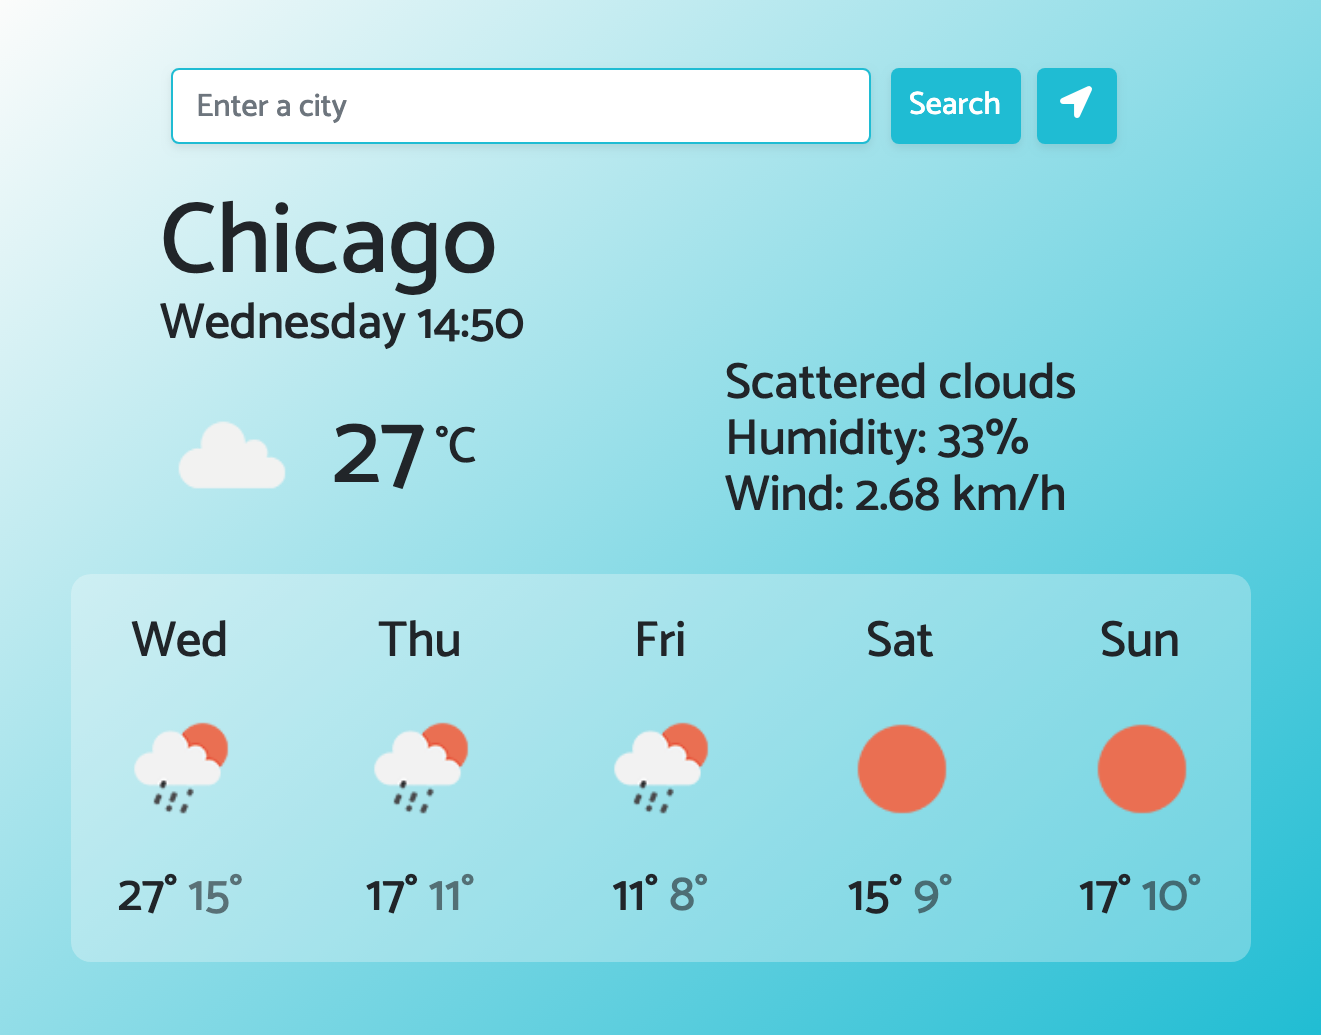 Enter a city
Search
Chicago
Wednesday 14:50
27 °C
Scattered clouds
Humidity: 33%
Wind: 2.68 km/h
Wed Thu Fri Sat Sun
27° 15° 17° 11° 11° 8° 15° 9° 17° 10°